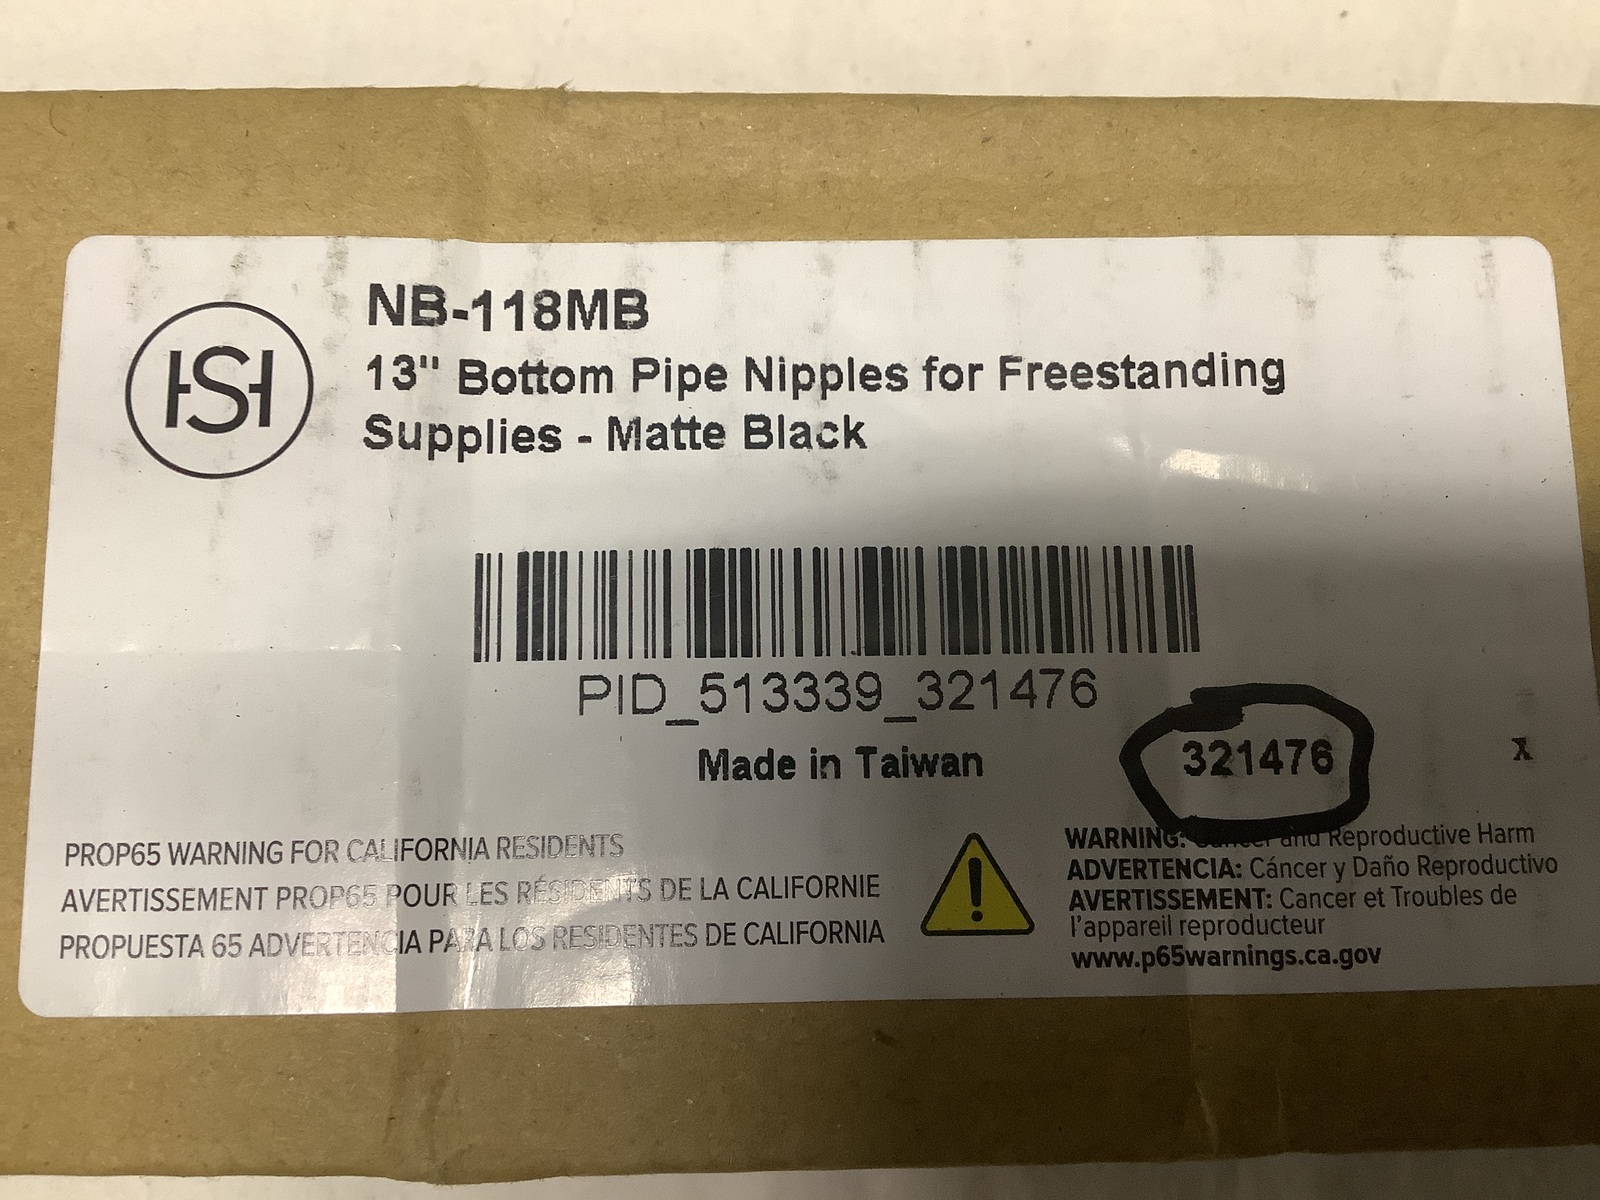 HSH
NB-118MB
13" Bottom Pipe Nipples for Freestanding
Supplies - Matte Black
PID_513339_321476
Made in Taiwan
321476
X
PROP65 WARNING FOR CALIFORNIA RESIDENTS
AVERTISSEMENT PROP65 POUR LES RÉSIDENTS DE LA CALIFORNIE
PROPUESTA 65 ADVERTENCIA PARA LOS RESIDENTES DE CALIFORNIA
WARNING: Cancer and Reproductive Harm
ADVERTENCIA: Cáncer y Daño Reproductivo
AVERTISSEMENT: Cancer et Troubles de
l'appareil reproducteur
www.p65warnings.ca.gov